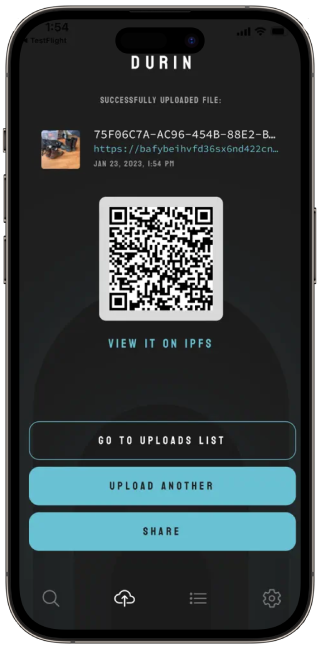 1:54
TestFlight
DURIN
SUCCESSFULLY UPLOADED FILE:
75F06C7A-AC96-454B-88E2-B…
https://bafybeihvfd36sx6nd422cn…
JAN 23, 2023, 1:54 PM
VIEW IT ON IPFS
GO TO UPLOADS LIST
UPLOAD ANOTHER
SHARE